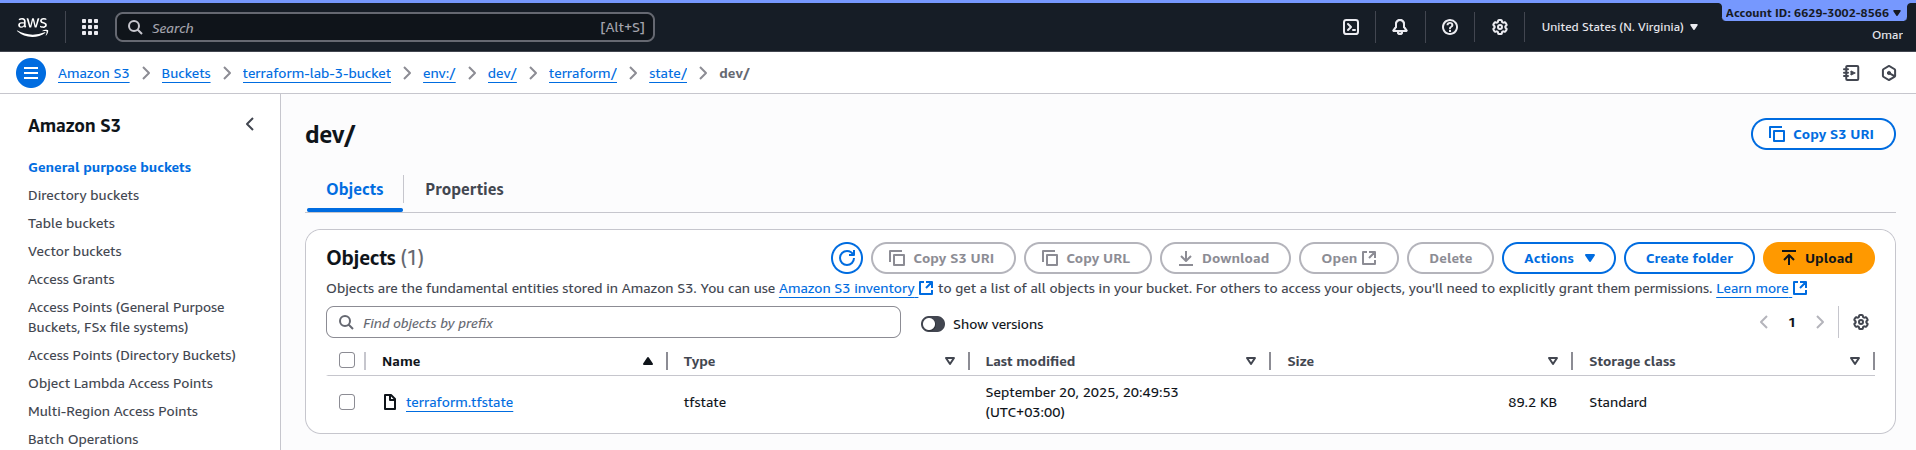 aws
Search [Alt+S]
United States (N. Virginia)
Account ID: 6629-3002-8566
Omar
Amazon S3 Buckets terraform-lab-3-bucket env:/ dev/ terraform/ state/ dev/
Amazon S3
General purpose buckets
Directory buckets
Table buckets
Vector buckets
Access Grants
Access Points (General Purpose
Buckets, FSx file systems)
Access Points (Directory Buckets)
Object Lambda Access Points
Multi-Region Access Points
Batch Operations
dev/
Copy S3 URI
Objects Properties
Objects (1)
Copy S3 URI Copy URL Download Open Delete Actions Create folder Upload
Objects are the fundamental entities stored in Amazon S3. You can use Amazon S3 inventory to get a list of all objects in your bucket. For others to access your objects, you'll need to explicitly grant them permissions. Learn more
Find objects by prefix Show versions 1
Name Type Last modified Size Storage class
terraform.tfstate tfstate September 20, 2025, 20:49:53 (UTC+03:00) 89.2 KB Standard